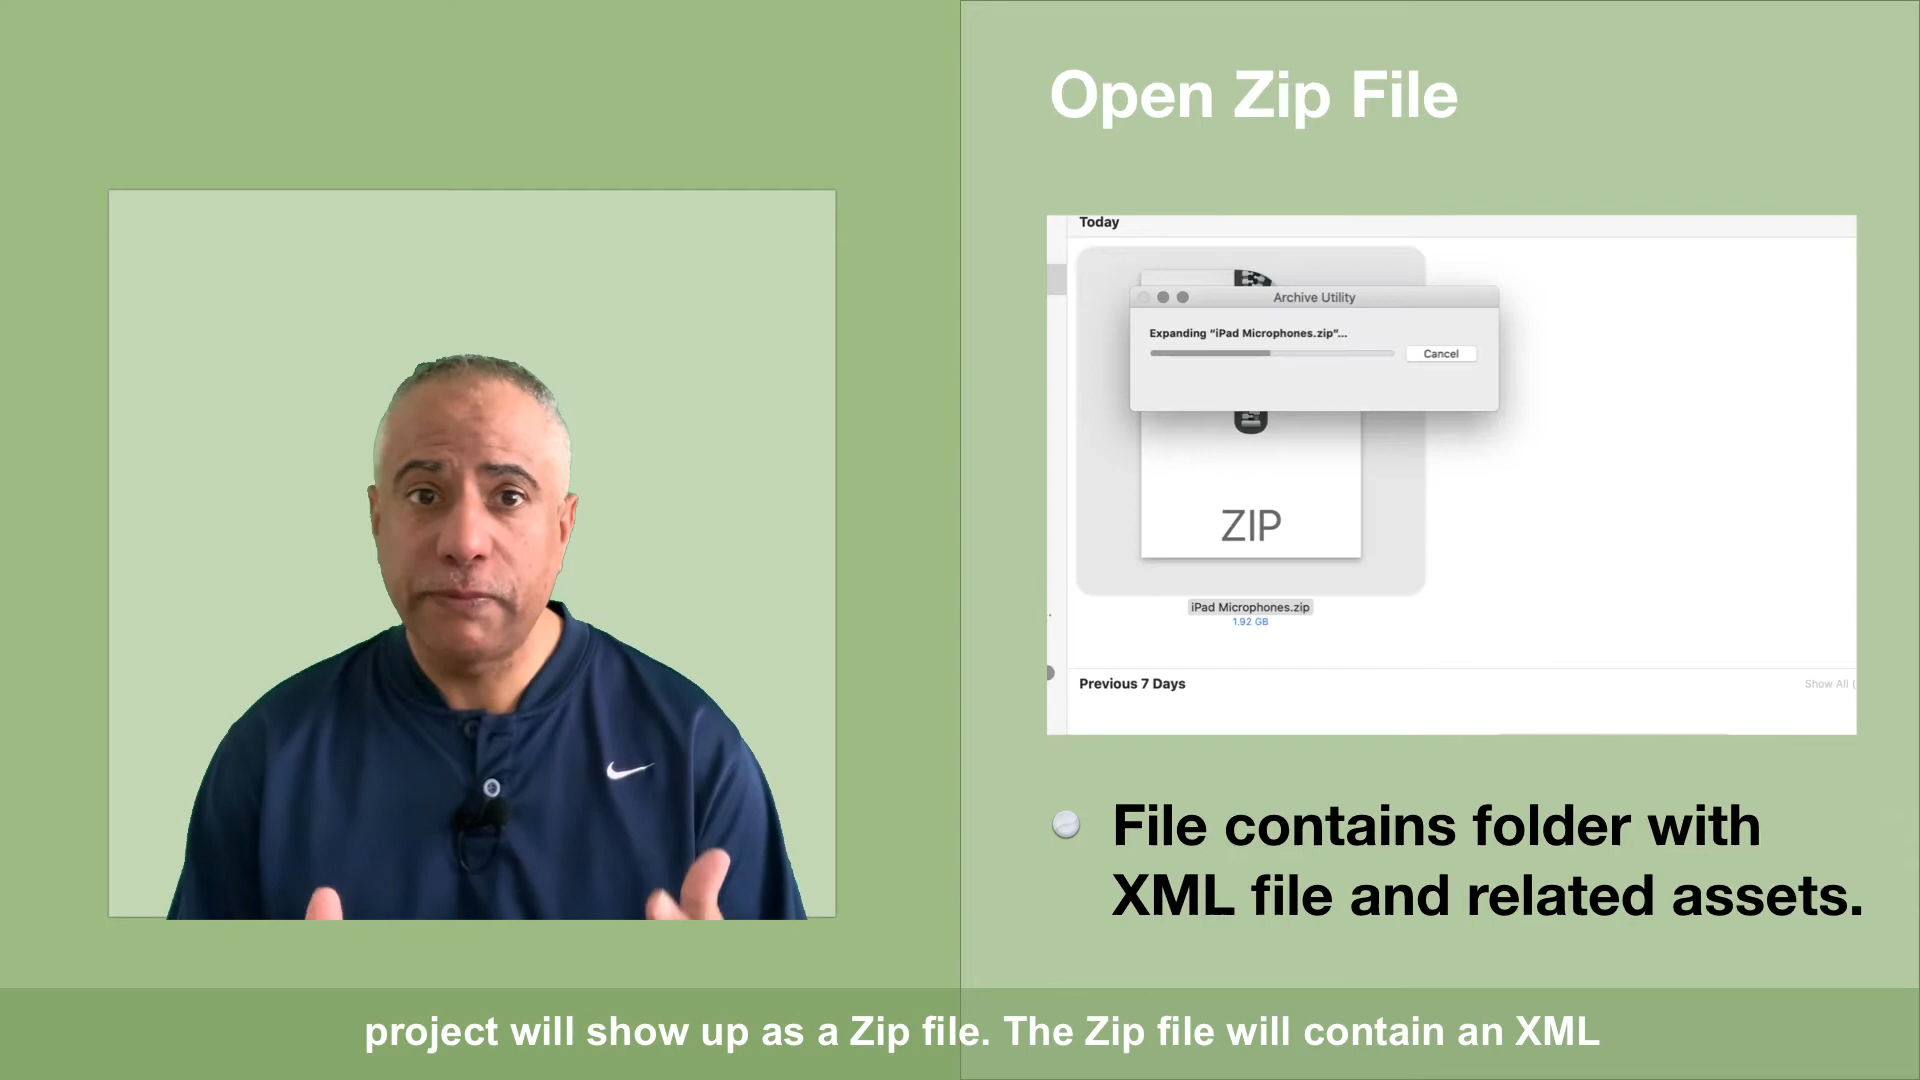 Open Zip File
Today
Archive Utility
Expanding “iPad Microphones.zip”...
Cancel
ZIP
iPad Microphones.zip
1.92 GB
Previous 7 Days
Show All (
File contains folder with
XML file and related assets.
project will show up as a Zip file. The Zip file will contain an XML